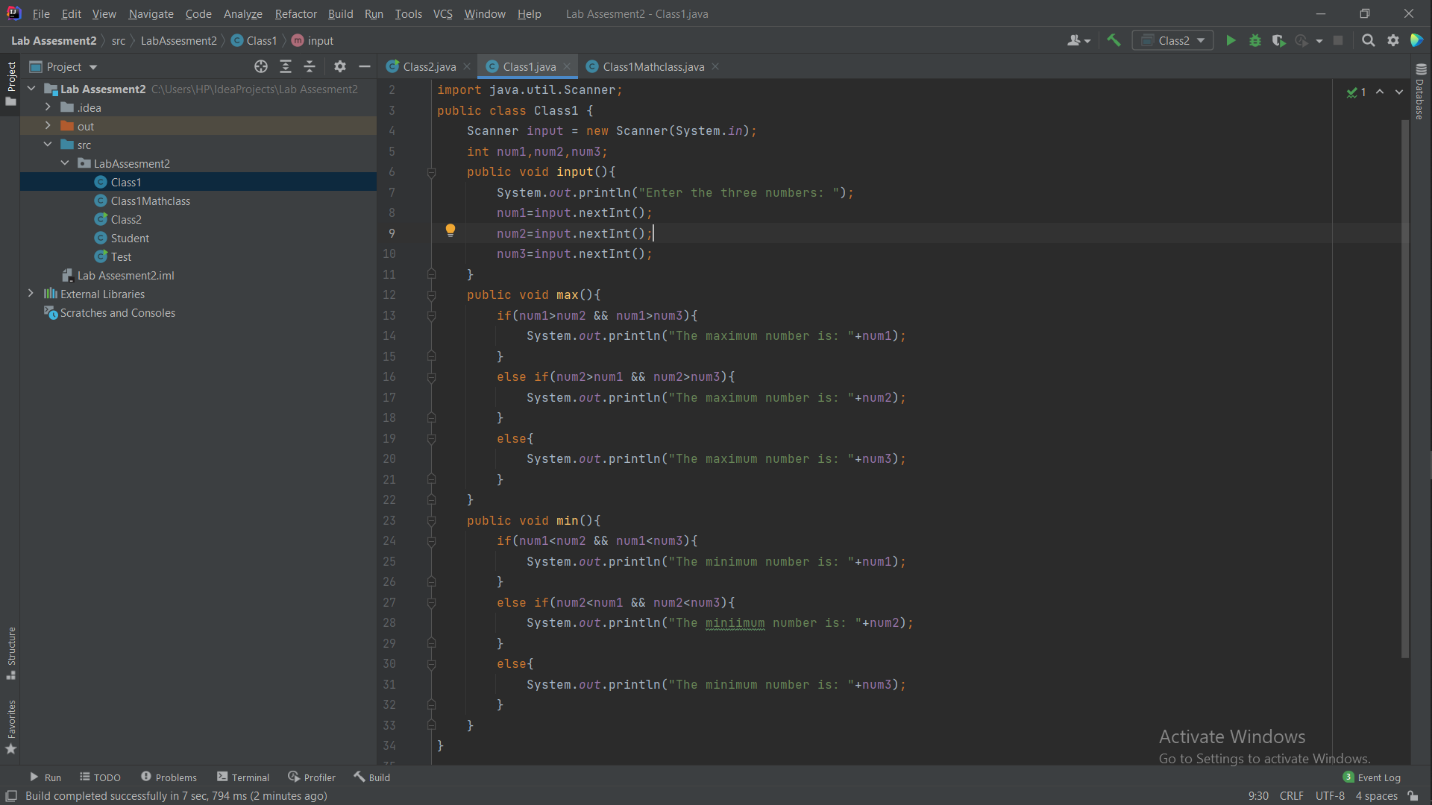 File Edit View Navigate Code Analyze Refactor Build Run Tools VCS Window Help Lab Assesment2 - Class1.java
Lab Assesment2 src LabAssesment2 Class1 input Class2
Project
Project
Lab Assesment2 C:\Users\HP\IdeaProjects\Lab Assesment2
.idea
out
src
LabAssesment2
Class1
Class1Mathclass
Class2
Student
Test
Lab Assesment2.iml
External Libraries
Scratches and Consoles
Structure
Favorites
Class2.java Class1.java Class1Mathclass.java
1
Database
2 import java.util.Scanner;
3 public class Class1 {
4 Scanner input = new Scanner(System.in);
5 int num1,num2,num3;
6 public void input(){
7 System.out.println("Enter the three numbers: ");
8 num1=input.nextInt();
9 num2=input.nextInt();
10 num3=input.nextInt();
11 }
12 public void max(){
13 if(num1>num2 && num1>num3){
14 System.out.println("The maximum number is: "+num1);
15 }
16 else if(num2>num1 && num2>num3){
17 System.out.println("The maximum number is: "+num2);
18 }
19 else{
20 System.out.println("The maximum number is: "+num3);
21 }
22 }
23 public void min(){
24 if(num1<num2 && num1<num3){
25 System.out.println("The minimum number is: "+num1);
26 }
27 else if(num2<num1 && num2<num3){
28 System.out.println("The miniimum number is: "+num2);
29 }
30 else{
31 System.out.println("The minimum number is: "+num3);
32 }
33 }
34 }
Activate Windows
Go to Settings to activate Windows.
Run TODO Problems Terminal Profiler Build 3 Event Log
Build completed successfully in 7 sec, 794 ms (2 minutes ago) 9:30 CRLF UTF-8 4 spaces